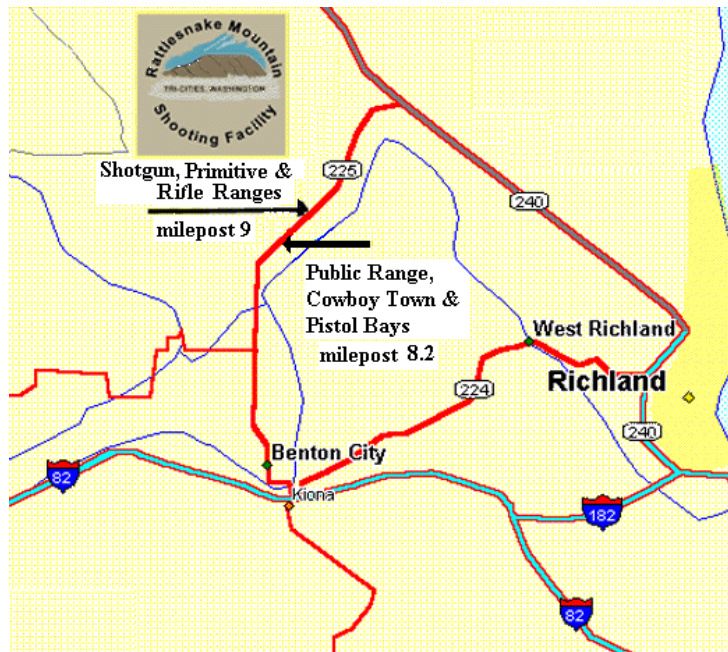 Rattlesnake Mountain
TRI-CITIES, WASHINGTON
Shooting Facility
Shotgun, Primitive &
Rifle Ranges
milepost 9
225
240
Public Range,
Cowboy Town &
Pistol Bays
milepost 8.2
West Richland
Richland
224
240
Benton City
82
Kiona
182
82